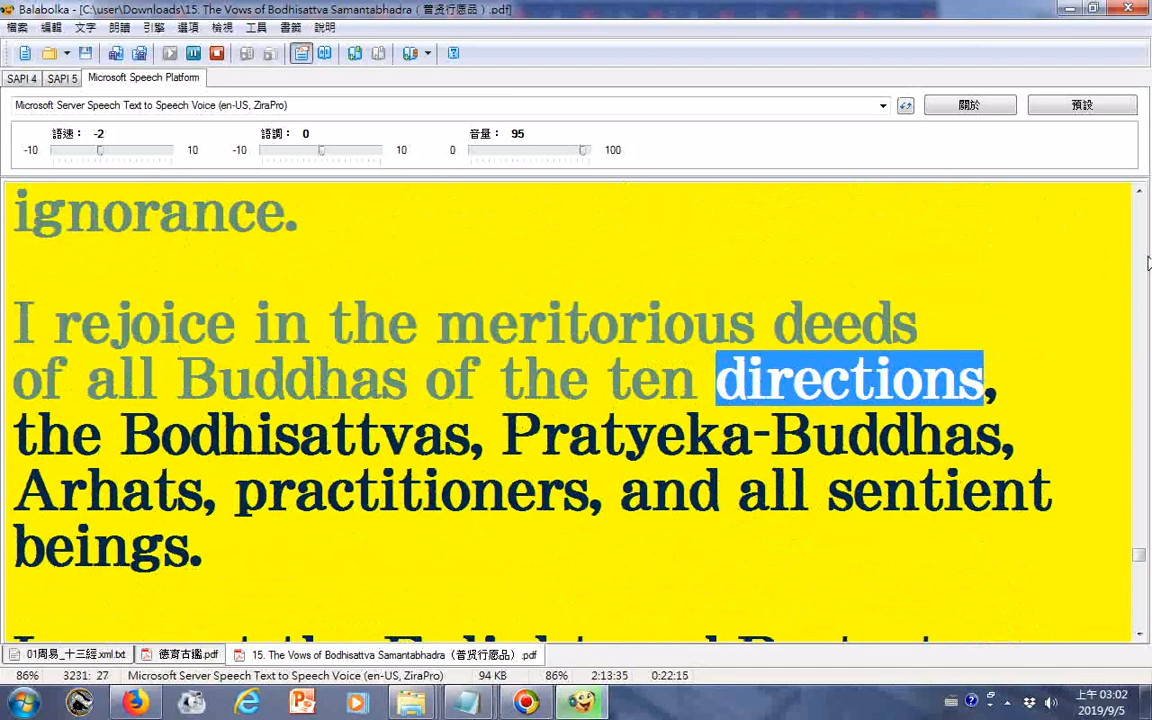 Balabolka - [C:\user\Downloads\15. The Vows of Bodhisattva Samantabhadra（普贤行愿品）.pdf]
檔案 編輯 文字 朗讀 引擎 選項 檢視 工具 書籤 說明
SAPI 4 SAPI 5 Microsoft Speech Platform
Microsoft Server Speech Text to Speech Voice (en-US, ZiraPro) 關於 預設
語速： -2 語調： 0 音量： 95
-10 10 -10 10 0 100
ignorance.
I rejoice in the meritorious deeds
of all Buddhas of the ten directions,
the Bodhisattvas, Pratyeka-Buddhas,
Arhats, practitioners, and all sentient
beings.
01周易_十三經.xml.txt 德育古鑑.pdf 15. The Vows of Bodhisattva Samantabhadra（普贤行愿品）.pdf
86% 3231: 27 Microsoft Server Speech Text to Speech Voice (en-US, ZiraPro) 94 KB 86% 2:13:35 0:22:15
上午 03:02
2019/9/5